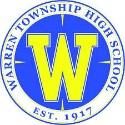 WARREN TOWNSHIP HIGH SCHOOL
W
EST. 1917